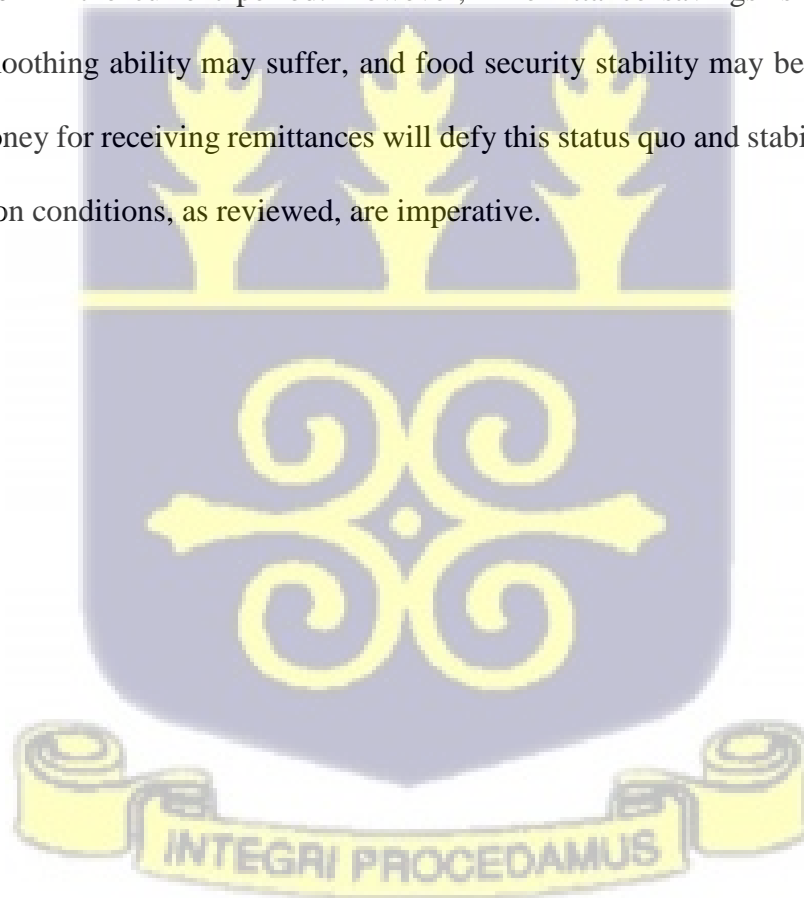 However,
oothing ability may suffer, and food security stability may be
oney for receiving remittances will defy this status quo and stabi
on conditions, as reviewed, are imperative.
INTEGRI PROCEDAMUS